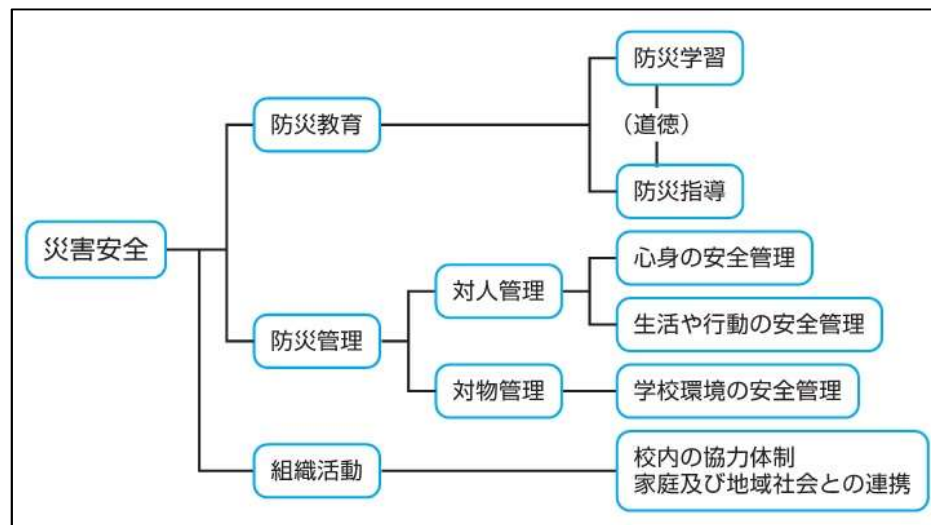 防災学習
防災教育
（道徳）
防災指導
災害安全
心身の安全管理
対人管理
生活や行動の安全管理
防災管理
対物管理
学校環境の安全管理
組織活動
校内の協力体制
家庭及び地域社会との連携